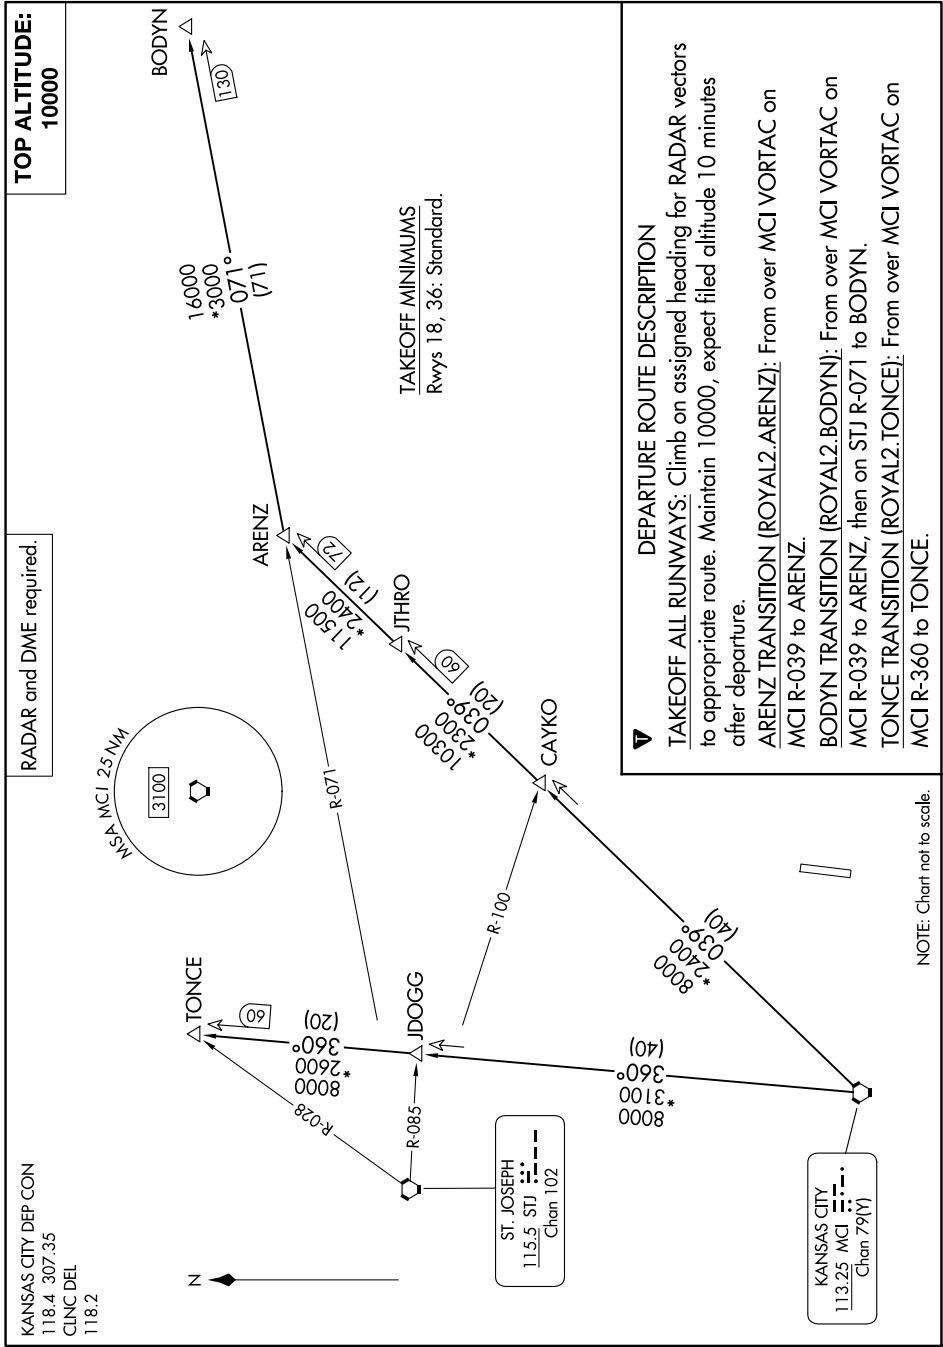 KANSAS CITY DEP CON
118.4 307.35
CLNC DEL
118.2
RADAR and DME required.
TOP ALTITUDE:
10000
N
MSA MCI 25 NM
3100
TONCE
60
8000
*2600
360°
(20)
R-028
R-085
JDOGG
R-071
R-100
ST. JOSEPH
115.5 STJ
Chan 102
8000
*3100
360°
(40)
KANSAS CITY
113.25 MCI
Chan 79(Y)
8000
*2400
039°
(40)
CAYKO
10300
*2300
039°
(20)
60
JTHRO
11500
*2400
(12)
72
ARENZ
16000
*3000
071°
(71)
130
BODYN
TAKEOFF MINIMUMS
Rwys 18, 36: Standard.
NOTE: Chart not to scale.
T
DEPARTURE ROUTE DESCRIPTION
TAKEOFF ALL RUNWAYS: Climb on assigned heading for RADAR vectors
to appropriate route. Maintain 10000, expect filed altitude 10 minutes
after departure.
ARENZ TRANSITION (ROYAL2.ARENZ): From over MCI VORTAC on
MCI R-039 to ARENZ.
BODYN TRANSITION (ROYAL2.BODYN): From over MCI VORTAC on
MCI R-039 to ARENZ, then on STJ R-071 to BODYN.
TONCE TRANSITION (ROYAL2.TONCE): From over MCI VORTAC on
MCI R-360 to TONCE.